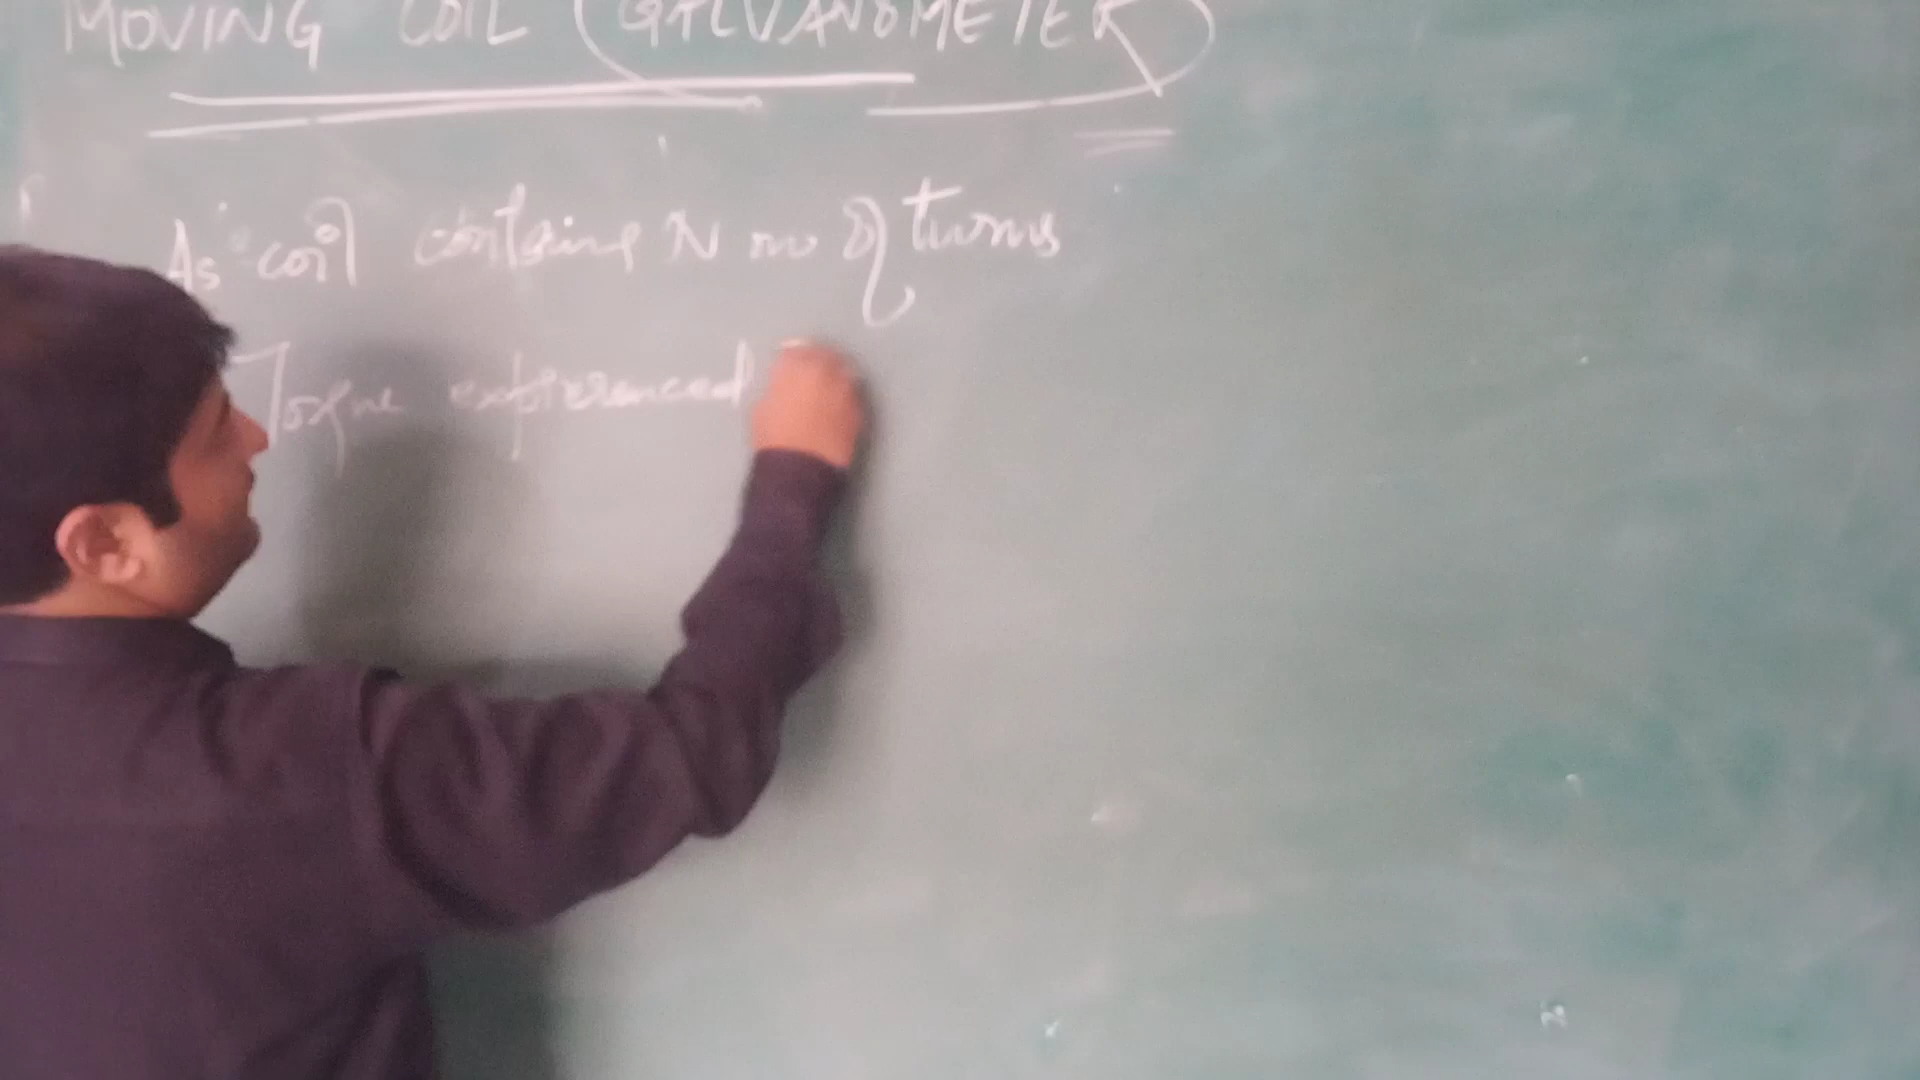 MOVING COIL GALVANOMETER
As coil contains N no of turns
Torque experienced